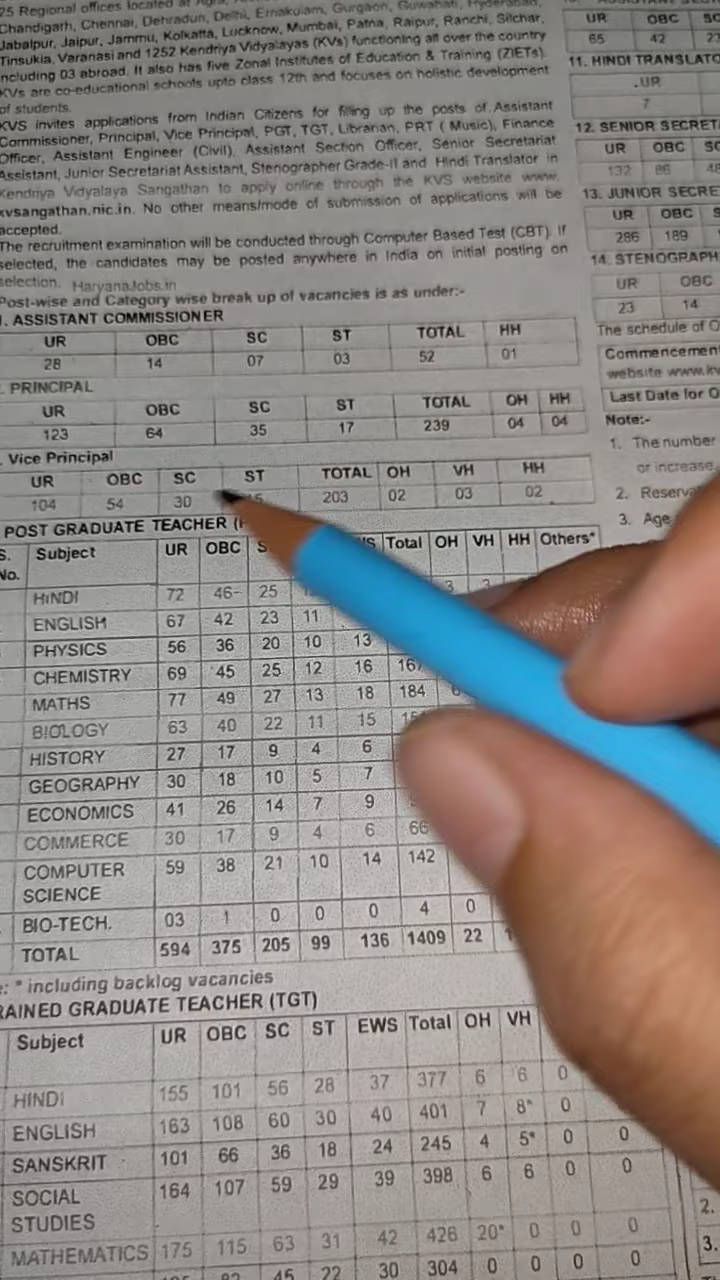 25 Regional offices located at Agra,
Chandigarh, Chennai, Dehradun, Delhi, Ernakulam, Gurgaon, Guwahati, Hyderabad,
Jabalpur, Jaipur, Jammu, Kolkatta, Lucknow, Mumbai, Patna, Raipur, Ranchi, Silchar,
Tinsukia, Varanasi and 1252 Kendriya Vidyalayas (KVs) functioning all over the country
including 03 abroad. It also has five Zonal Institutes of Education & Training (ZIETs).
KVs are co-educational schools upto class 12th and focuses on holistic development
of students.
KVS invites applications from Indian Citizens for filling up the posts of Assistant
Commissioner, Principal, Vice Principal, PGT, TGT, Librarian, PRT ( Music), Finance
Officer, Assistant Engineer (Civil), Assistant Section Officer, Senior Secretariat
Assistant, Junior Secretariat Assistant, Stenographer Grade-II and Hindi Translator in
Kendriya Vidyalaya Sangathan to apply online through the KVS website www.
kvsangathan.nic.in. No other means/mode of submission of applications will be
accepted.
The recruitment examination will be conducted through Computer Based Test (CBT). If
selected, the candidates may be posted anywhere in India on initial posting on
selection. HaryanaJobs.in
Post-wise and Category wise break up of vacancies is as under:-
. ASSISTANT COMMISSIONER
UR OBC SC ST TOTAL HH
28 14 07 03 52 01
. PRINCIPAL
UR OBC SC ST TOTAL OH HH
123 64 35 17 239 04 04
. Vice Principal
UR OBC SC ST TOTAL OH VH HH
104 54 30 203 02 03 02
POST GRADUATE TEACHER
S. No. Subject UR OBC Total OH VH HH Others*
HINDI 72 46 25 3 3
ENGLISH 67 42 23 11
PHYSICS 56 36 20 10 13
CHEMISTRY 69 45 25 12 16 167
MATHS 77 49 27 13 18 184
BIOLOGY 63 40 22 11 15
HISTORY 27 17 9 4 6
GEOGRAPHY 30 18 10 5 7
ECONOMICS 41 26 14 7 9
COMMERCE 30 17 9 4 6 66
COMPUTER SCIENCE 59 38 21 10 14 142
BIO-TECH. 03 1 0 0 0 4 0
TOTAL 594 375 205 99 136 1409 22
: * including backlog vacancies
RAINED GRADUATE TEACHER (TGT)
Subject UR OBC SC ST EWS Total OH VH
HINDI 155 101 56 28 37 377 6 6 0
ENGLISH 163 108 60 30 40 401 7 8* 0
SANSKRIT 101 66 36 18 24 245 4 5* 0 0
SOCIAL STUDIES 164 107 59 29 39 398 6 6 0 0
MATHEMATICS 175 115 63 31 42 426 20* 0 0 0
45 22 30 304 0 0 0 0
UR OBC SC
65 42
11. HINDI TRANSLATO
UR
7
12. SENIOR SECRET
UR OBC SC
132 86
13. JUNIOR SECRE
UR OBC S
286 189
14. STENOGRAPH
UR OBC
23 14
The schedule of O
Commencemen
website www.kv
Last Date for O
Note:-
1. The number
or increase
2. Reserva
3. Age
2.
3.